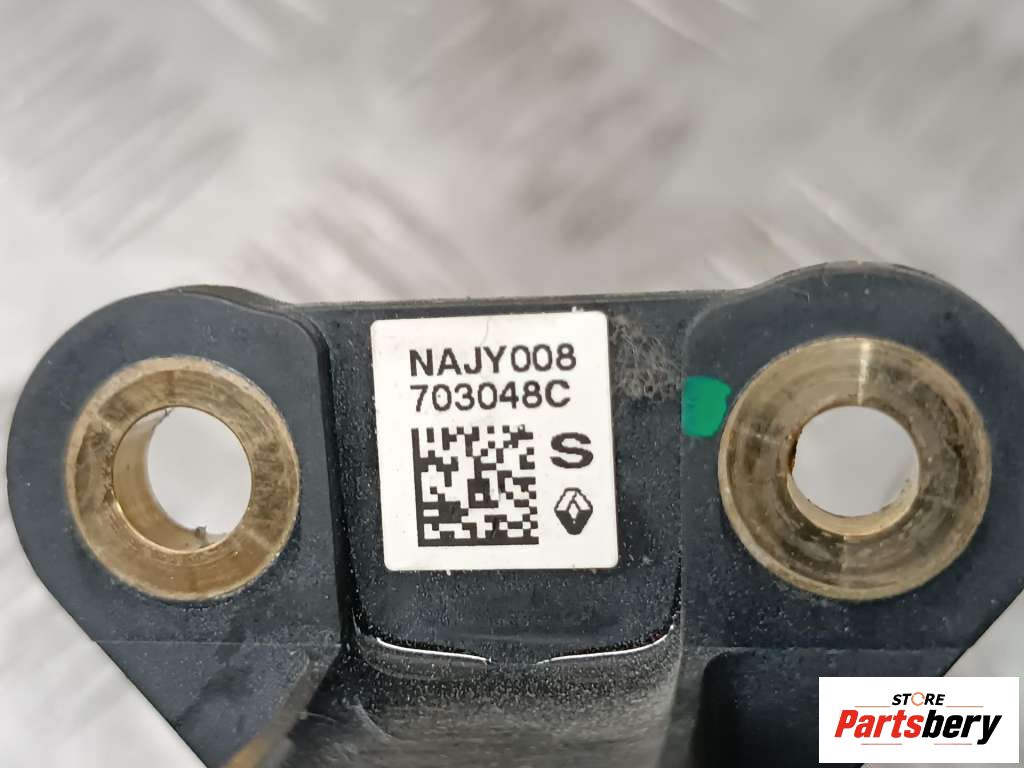 NAJY008
703048C
S
STORE
Partsbery